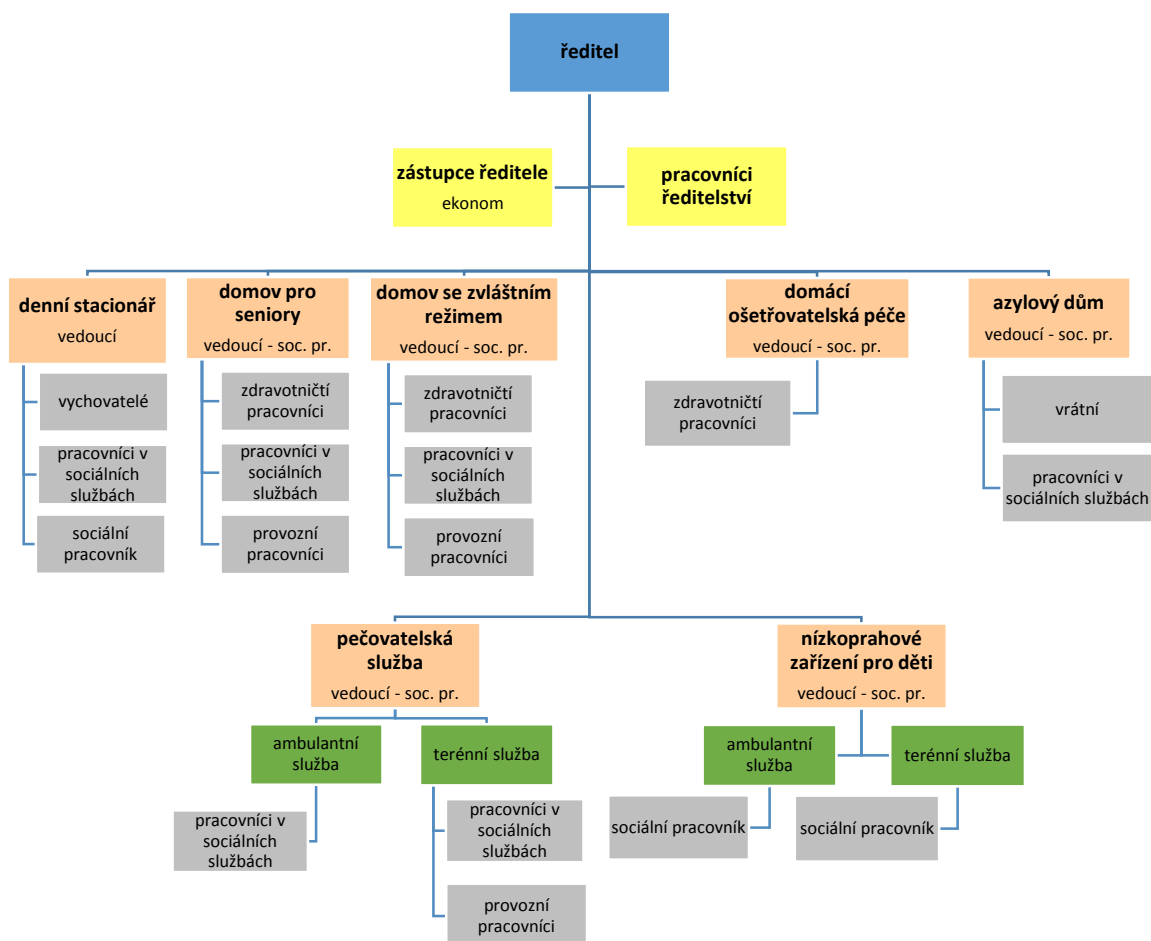 ředitel
zástupce ředitele
ekonom
pracovníci
ředitelství
denní stacionář
vedoucí
vychovatelé
pracovníci v
sociálních
službách
sociální
pracovník
domov pro
seniory
vedoucí - soc. pr.
zdravotničtí
pracovníci
pracovníci v
sociálních
službách
provozní
pracovníci
domov se zvláštním
režimem
vedoucí - soc. pr.
zdravotničtí
pracovníci
pracovníci v
sociálních
službách
provozní
pracovníci
domácí
ošetřovatelská péče
vedoucí - soc. pr.
zdravotničtí
pracovníci
azylový dům
vedoucí - soc. pr.
vrátní
pracovníci v
sociálních službách
pečovatelská
služba
vedoucí - soc. pr.
ambulantní
služba
pracovníci v
sociálních
službách
terénní služba
pracovníci v
sociálních
službách
provozní
pracovníci
nízkoprahové
zařízení pro děti
vedoucí - soc. pr.
ambulantní
služba
sociální pracovník
terénní služba
sociální pracovník